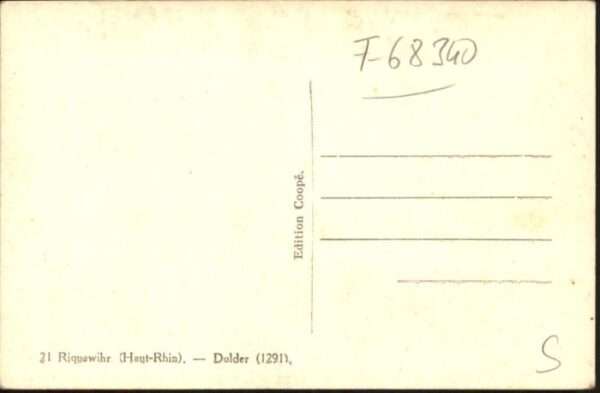 F-68340
Edition Coopé.
21 Riquewihr (Haut-Rhin). — Dolder (1291).
S